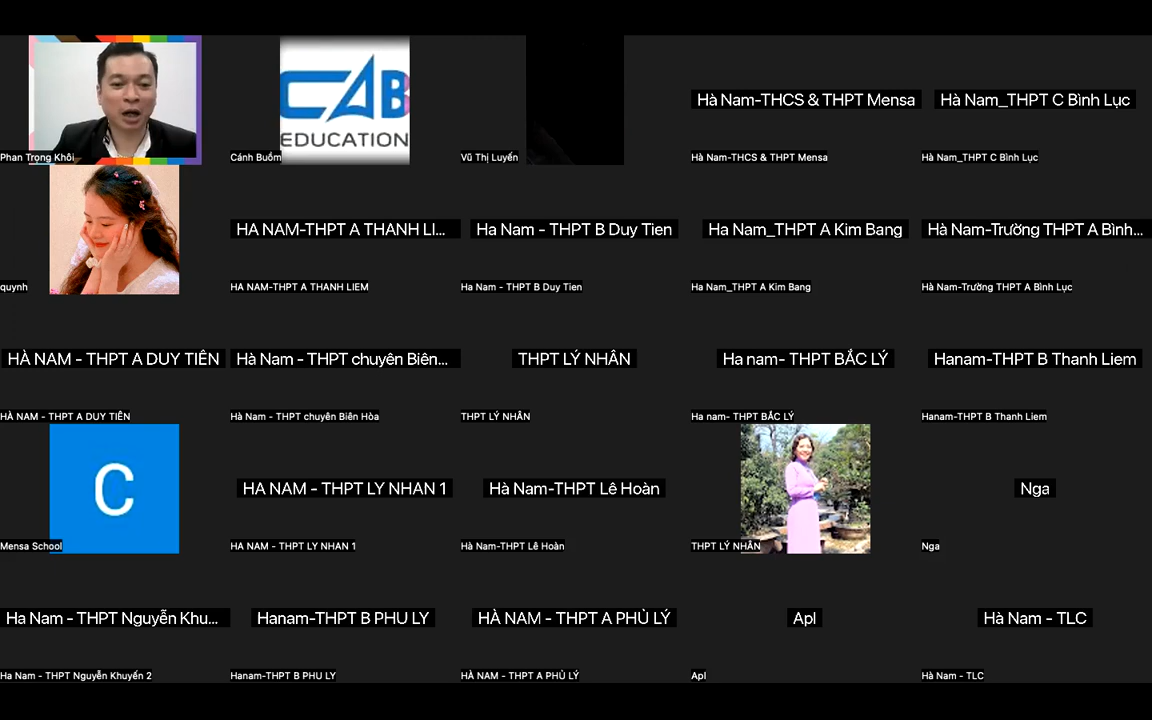 Phan Trọng Khôi
CAB
EDUCATION
Cánh Buồm
Vũ Thị Luyến
Hà Nam-THCS & THPT Mensa
Hà Nam-THCS & THPT Mensa
Hà Nam_THPT C Bình Lục
Hà Nam_THPT C Bình Lục
quynh
HA NAM-THPT A THANH LI...
HA NAM-THPT A THANH LIEM
Ha Nam - THPT B Duy Tien
Ha Nam - THPT B Duy Tien
Ha Nam_THPT A Kim Bang
Ha Nam_THPT A Kim Bang
Hà Nam-Trường THPT A Bình...
Hà Nam-Trường THPT A Bình Lục
HÀ NAM - THPT A DUY TIÊN
HÀ NAM - THPT A DUY TIÊN
Hà Nam - THPT chuyên Biên...
Hà Nam - THPT chuyên Biên Hòa
THPT LÝ NHÂN
THPT LÝ NHÂN
Ha nam- THPT BẮC LÝ
Ha nam- THPT BẮC LÝ
Hanam-THPT B Thanh Liem
Hanam-THPT B Thanh Liem
C
Mensa School
HA NAM - THPT LY NHAN 1
HA NAM - THPT LY NHAN 1
Hà Nam-THPT Lê Hoàn
Hà Nam-THPT Lê Hoàn
THPT LÝ NHÂN
Nga
Nga
Ha Nam - THPT Nguyễn Khu...
Ha Nam - THPT Nguyễn Khuyến 2
Hanam-THPT B PHU LY
Hanam-THPT B PHU LY
HÀ NAM - THPT A PHỦ LÝ
HÀ NAM - THPT A PHỦ LÝ
Apl
Apl
Hà Nam - TLC
Hà Nam - TLC